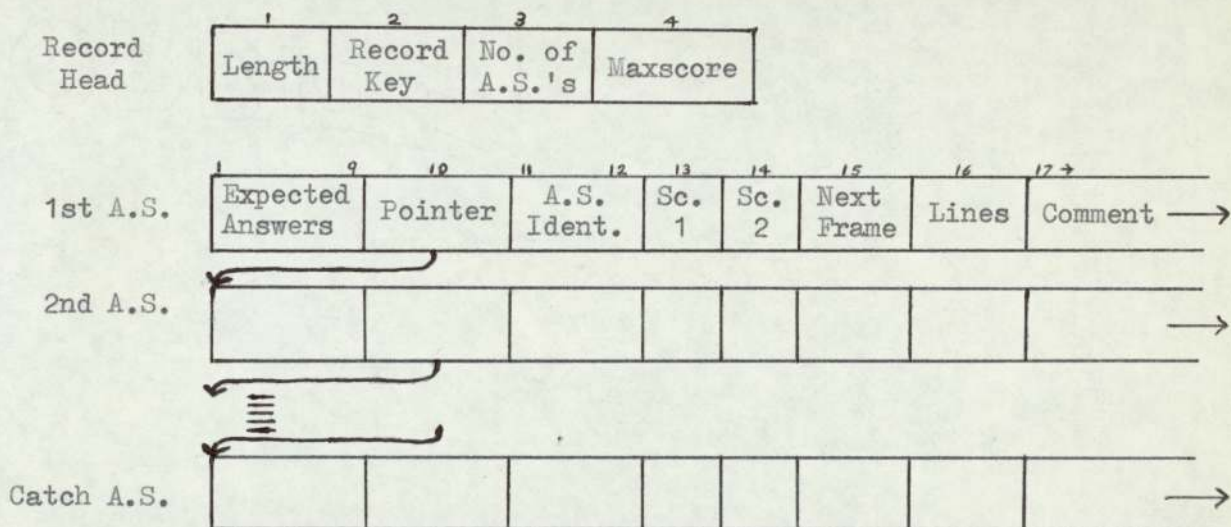 1 2 3 4
Record Head
Length Record Key No. of A.S.'s Maxscore
1 9 10 11 12 13 14 15 16 17 →
1st A.S.
Expected Answers Pointer A.S. Ident. Sc. 1 Sc. 2 Next Frame Lines Comment
2nd A.S.
Catch A.S.